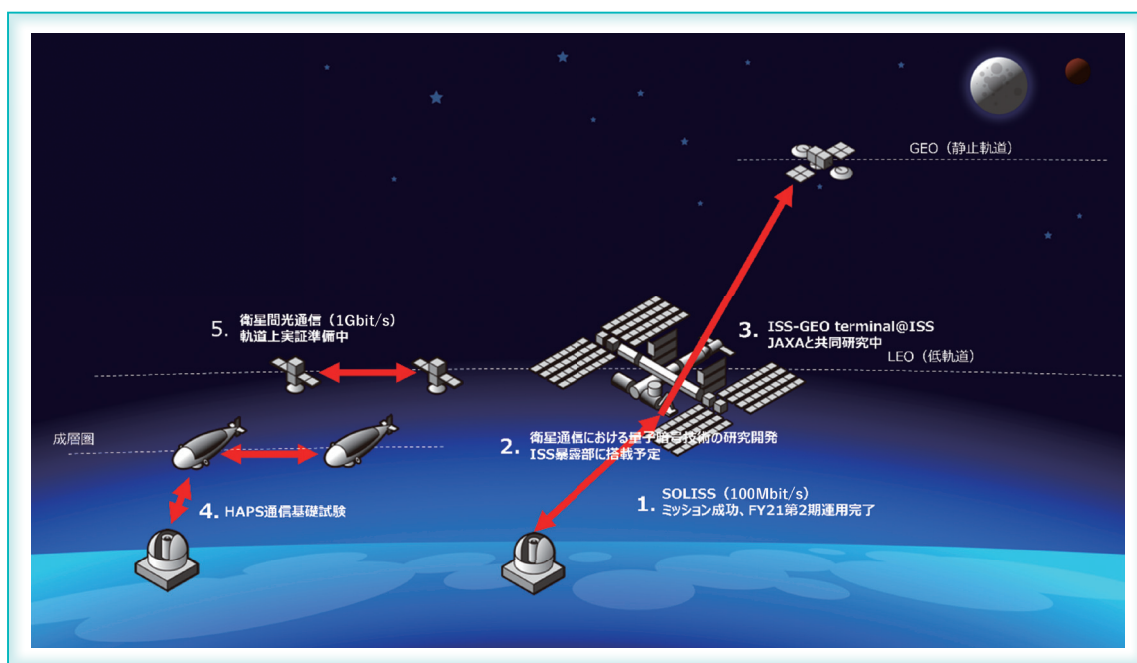 GEO（静止軌道）
5. 衛星間光通信（1Gbit/s）
軌道上実証準備中
3. ISS-GEO terminal@ISS
JAXAと共同研究中
LEO（低軌道）
成層圏
2. 衛星通信における量子暗号技術の研究開発
ISS暴露部に搭載予定
1. SOLISS（100Mbit/s）
ミッション成功、FY21第2期運用完了
4. HAPS通信基礎試験